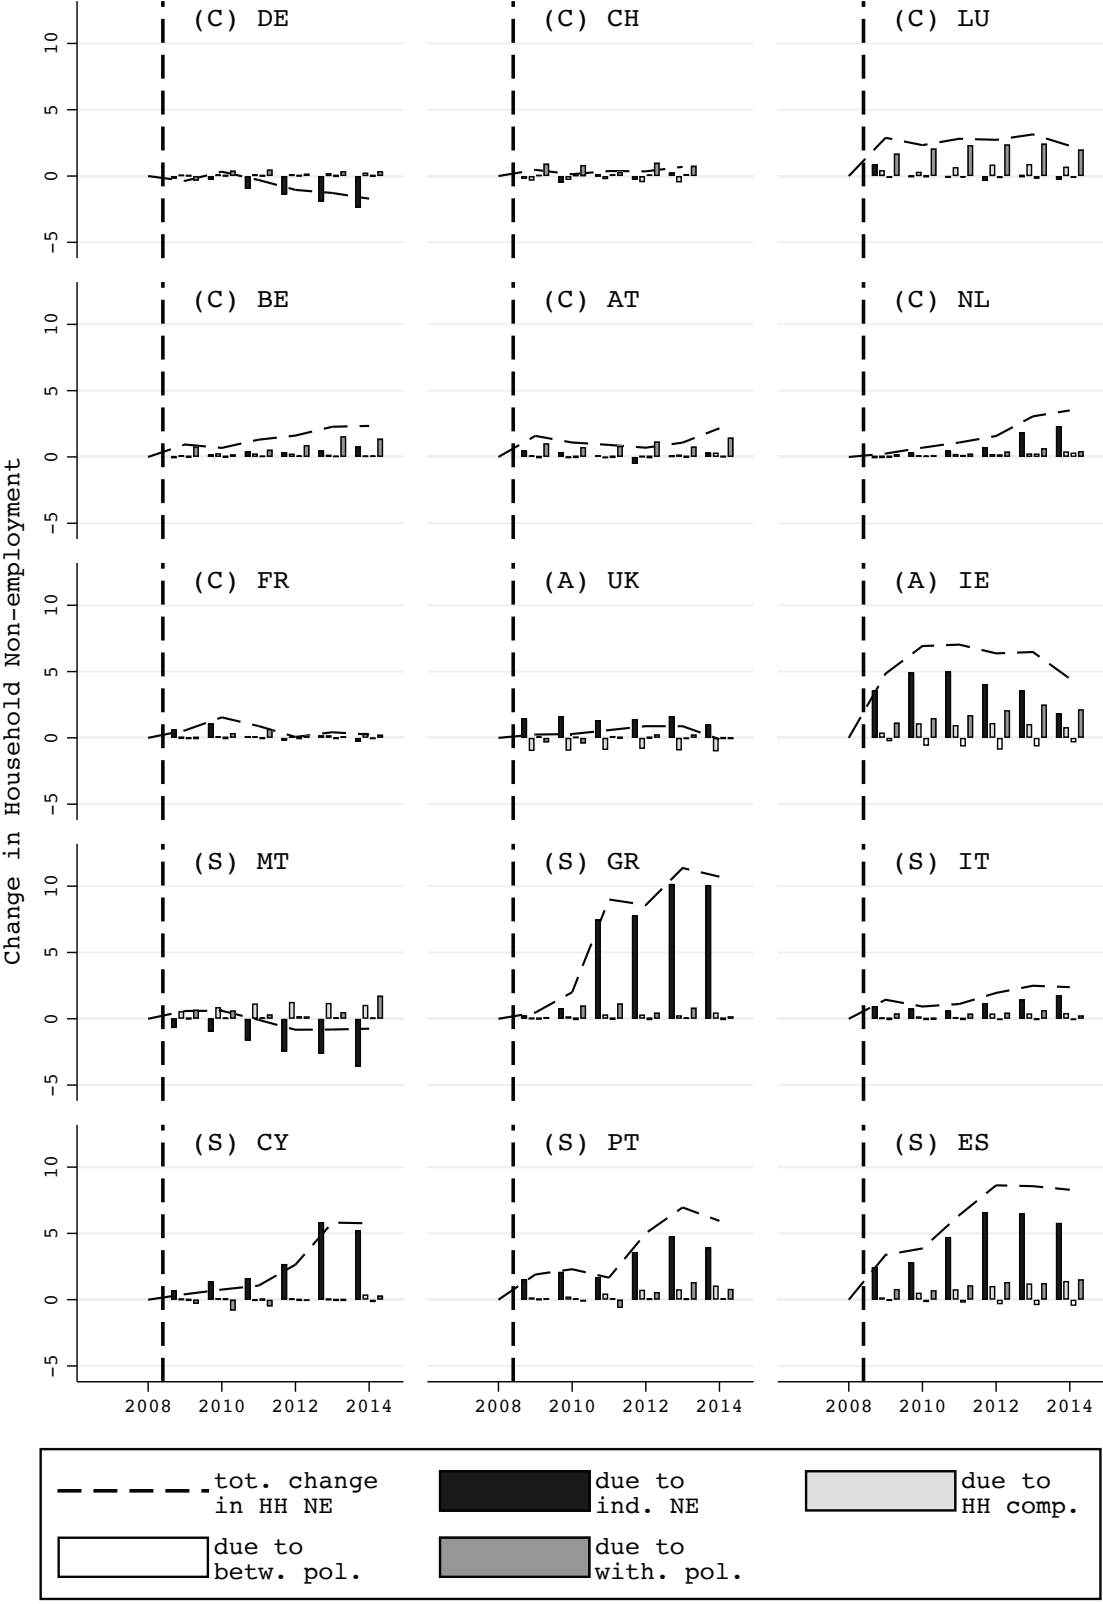 Change in Household Non-employment
(C) DE
(C) CH
(C) LU
10
5
0
−5
(C) BE
(C) AT
(C) NL
10
5
0
−5
(C) FR
(A) UK
(A) IE
10
5
0
−5
(S) MT
(S) GR
(S) IT
10
5
0
−5
(S) CY
(S) PT
(S) ES
10
5
0
−5
2008 2010 2012 2014
2008 2010 2012 2014
2008 2010 2012 2014
tot. change
in HH NE
due to
ind. NE
due to
HH comp.
due to
betw. pol.
due to
with. pol.